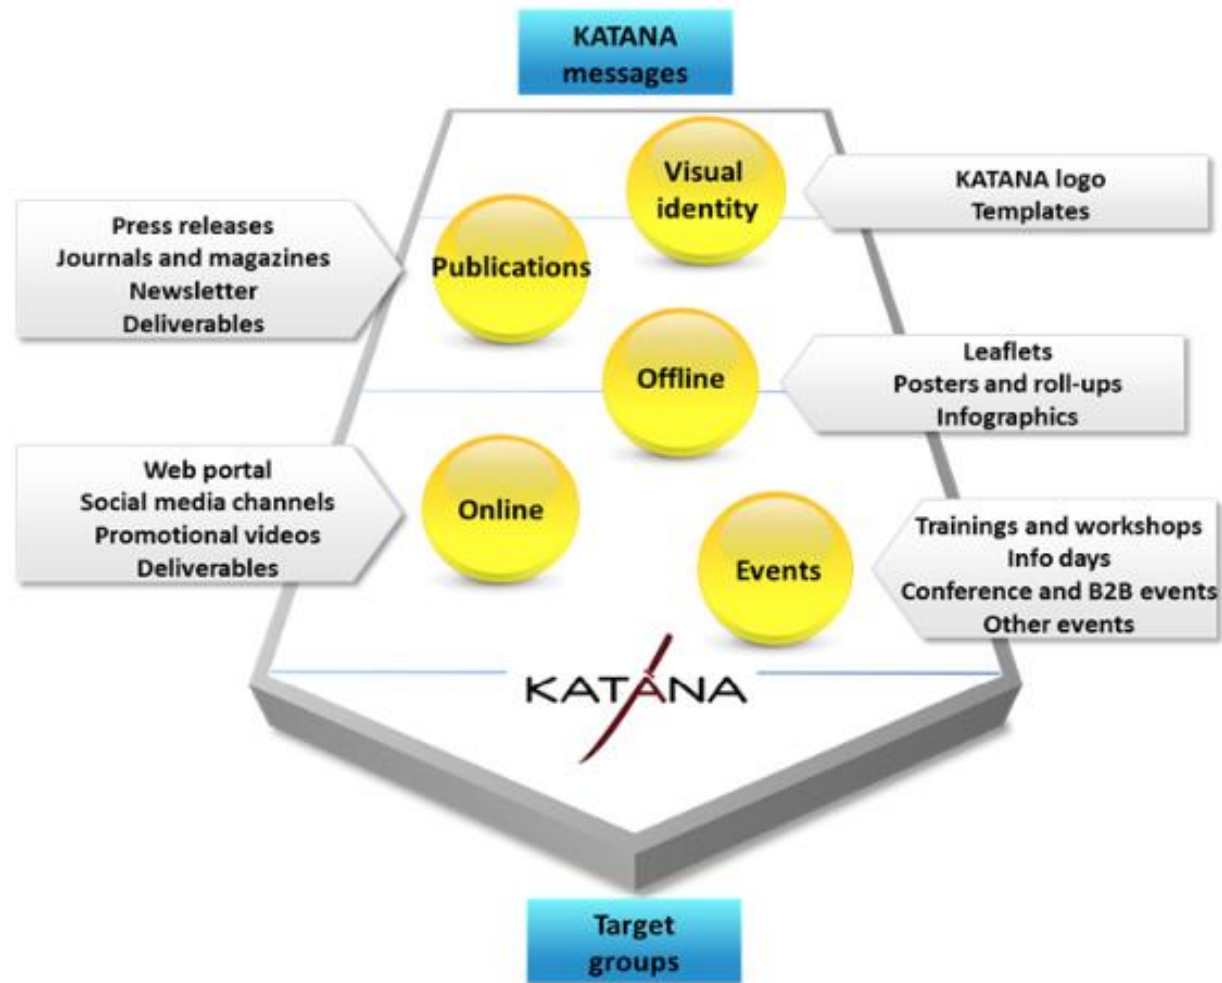 KATANA
messages
Visual
identity
KATANA logo
Templates
Press releases
Journals and magazines
Newsletter
Deliverables
Publications
Offline
Leaflets
Posters and roll-ups
Infographics
Web portal
Social media channels
Promotional videos
Deliverables
Online
Events
Trainings and workshops
Info days
Conference and B2B events
Other events
KATANA
Target
groups